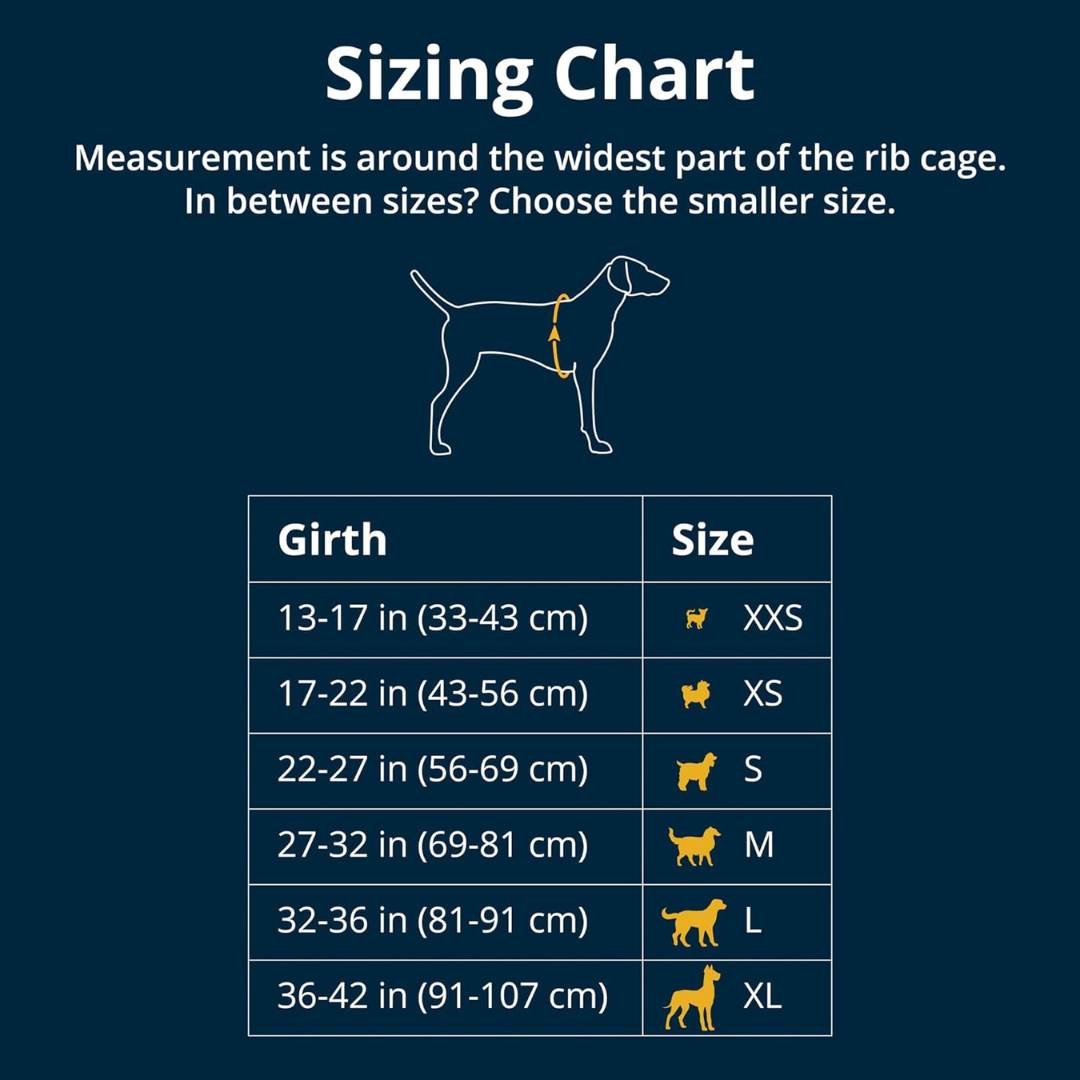 Sizing Chart
Measurement is around the widest part of the rib cage.
In between sizes? Choose the smaller size.
Girth Size
13-17 in (33-43 cm) XXS
17-22 in (43-56 cm) XS
22-27 in (56-69 cm) S
27-32 in (69-81 cm) M
32-36 in (81-91 cm) L
36-42 in (91-107 cm) XL